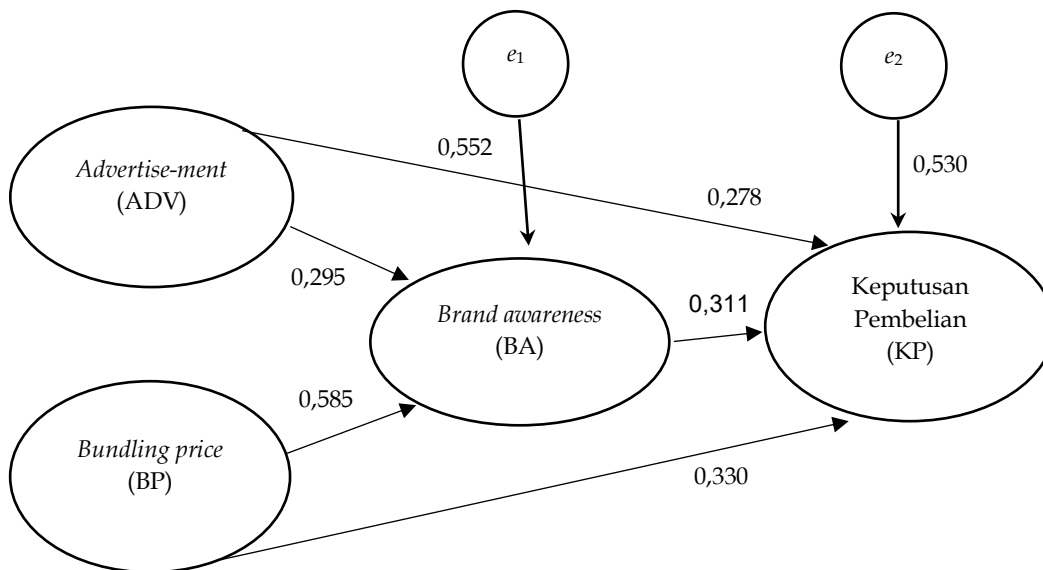 e1
e2
0,552
0,530
Advertise-ment
(ADV)
0,278
0,295
Keputusan
Pembelian
(KP)
Brand awareness
(BA)
0,311
0,585
Bundling price
(BP)
0,330